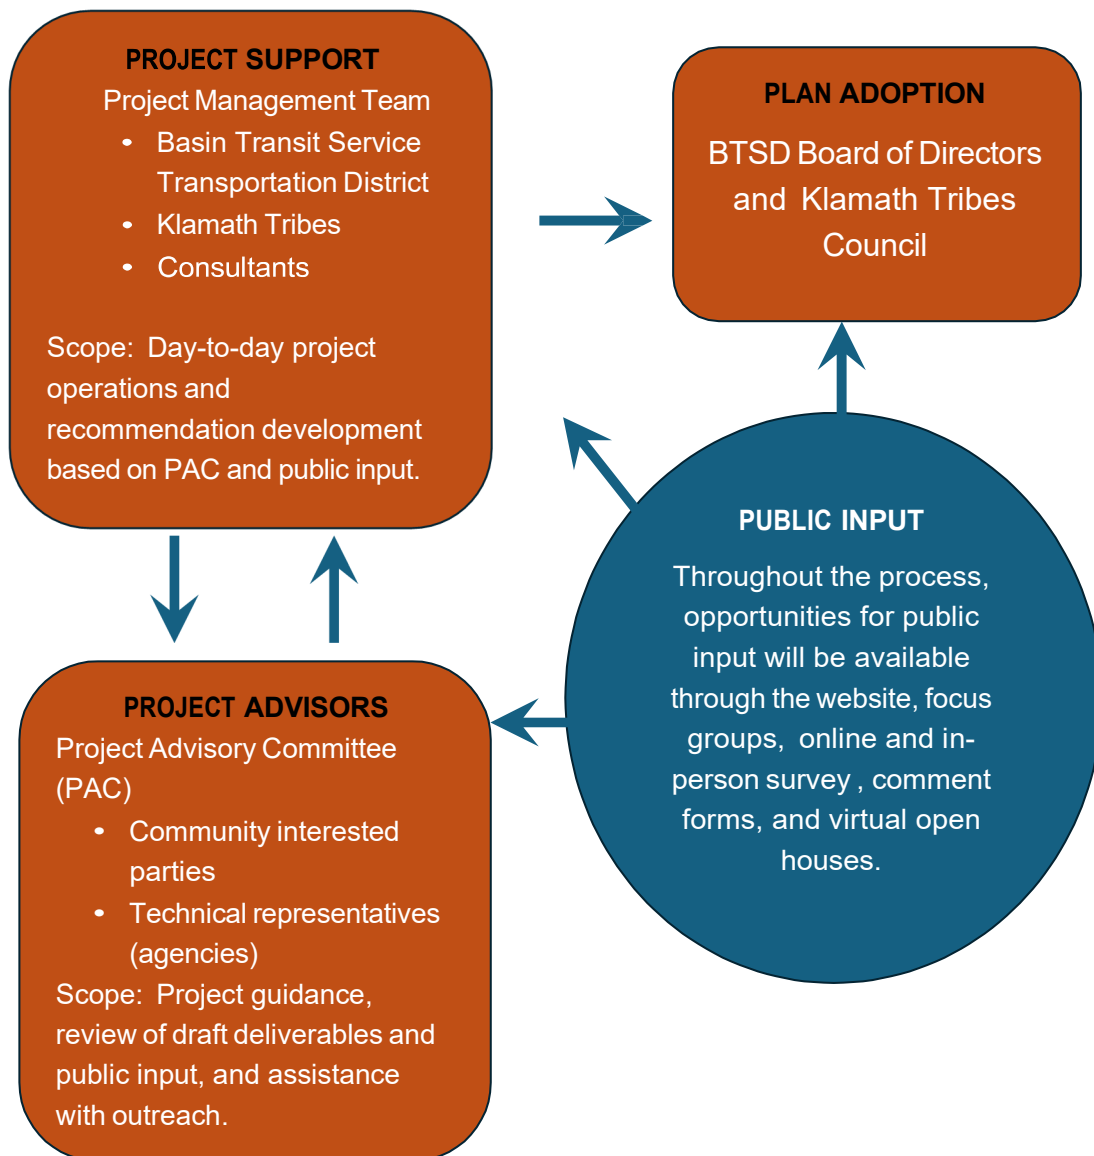 PROJECT SUPPORT
Project Management Team
• Basin Transit Service
Transportation District
• Klamath Tribes
• Consultants
Scope: Day-to-day project
operations and
recommendation development
based on PAC and public input.
PLAN ADOPTION
BTSD Board of Directors
and Klamath Tribes
Council
PUBLIC INPUT
Throughout the process,
opportunities for public
input will be available
through the website, focus
groups, online and in-
person survey , comment
forms, and virtual open
houses.
PROJECT ADVISORS
Project Advisory Committee
(PAC)
• Community interested
parties
• Technical representatives
(agencies)
Scope: Project guidance,
review of draft deliverables and
public input, and assistance
with outreach.